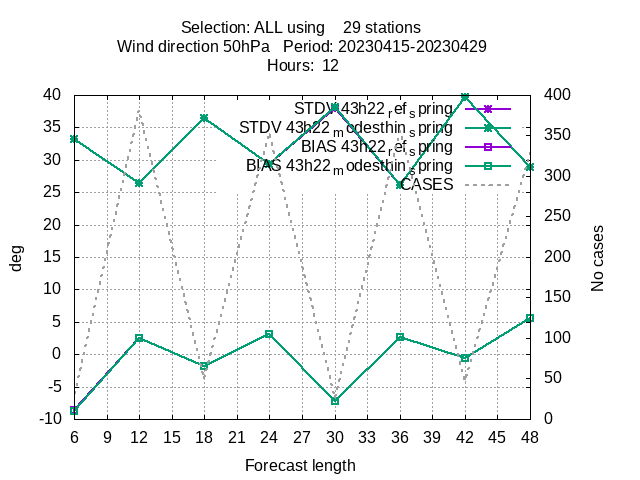 Selection: ALL using    29 stations
Wind direction 50hPa   Period: 20230415-20230429
Hours:  12
40 400
STDV 43h22_ref_spring
35 350
STDV 43h22_modesthin_spring
BIAS 43h22_ref_spring
30 300
BIAS 43h22_modesthin_spring
CASES
25 250
20
15 200
deg
No cases
10 150
5
0 100
-5 50
-10 0
6 9 12 15 18 21 24 27 30 33 36 39 42 45 48
Forecast length